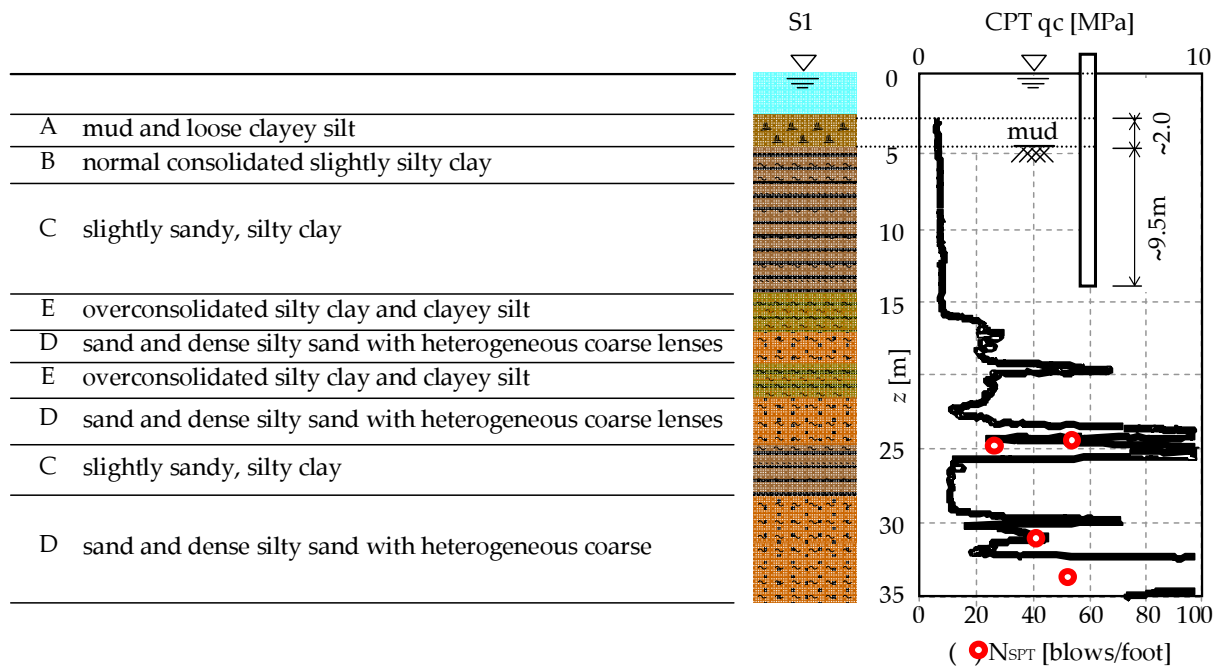 S1
CPT qc [MPa]
0
10
0
A mud and loose clayey silt
mud
~2.0
B normal consolidated slightly silty clay
5
C slightly sandy, silty clay
10
~9.5m
E overconsolidated silty clay and clayey silt
15
D sand and dense silty sand with heterogeneous coarse lenses
E overconsolidated silty clay and clayey silt
z [m]
D sand and dense silty sand with heterogeneous coarse lenses
25
C slightly sandy, silty clay
30
D sand and dense silty sand with heterogeneous coarse
35
20 40 60 80 100
( ) NSPT [blows/foot]